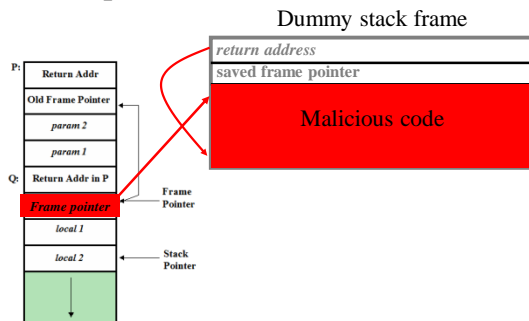 Dummy stack frame
return address
saved frame pointer
Malicious code
P:
Return Addr
Old Frame Pointer
param 2
param 1
Q:
Return Addr in P
Frame pointer
Frame
Pointer
local 1
local 2
Stack
Pointer